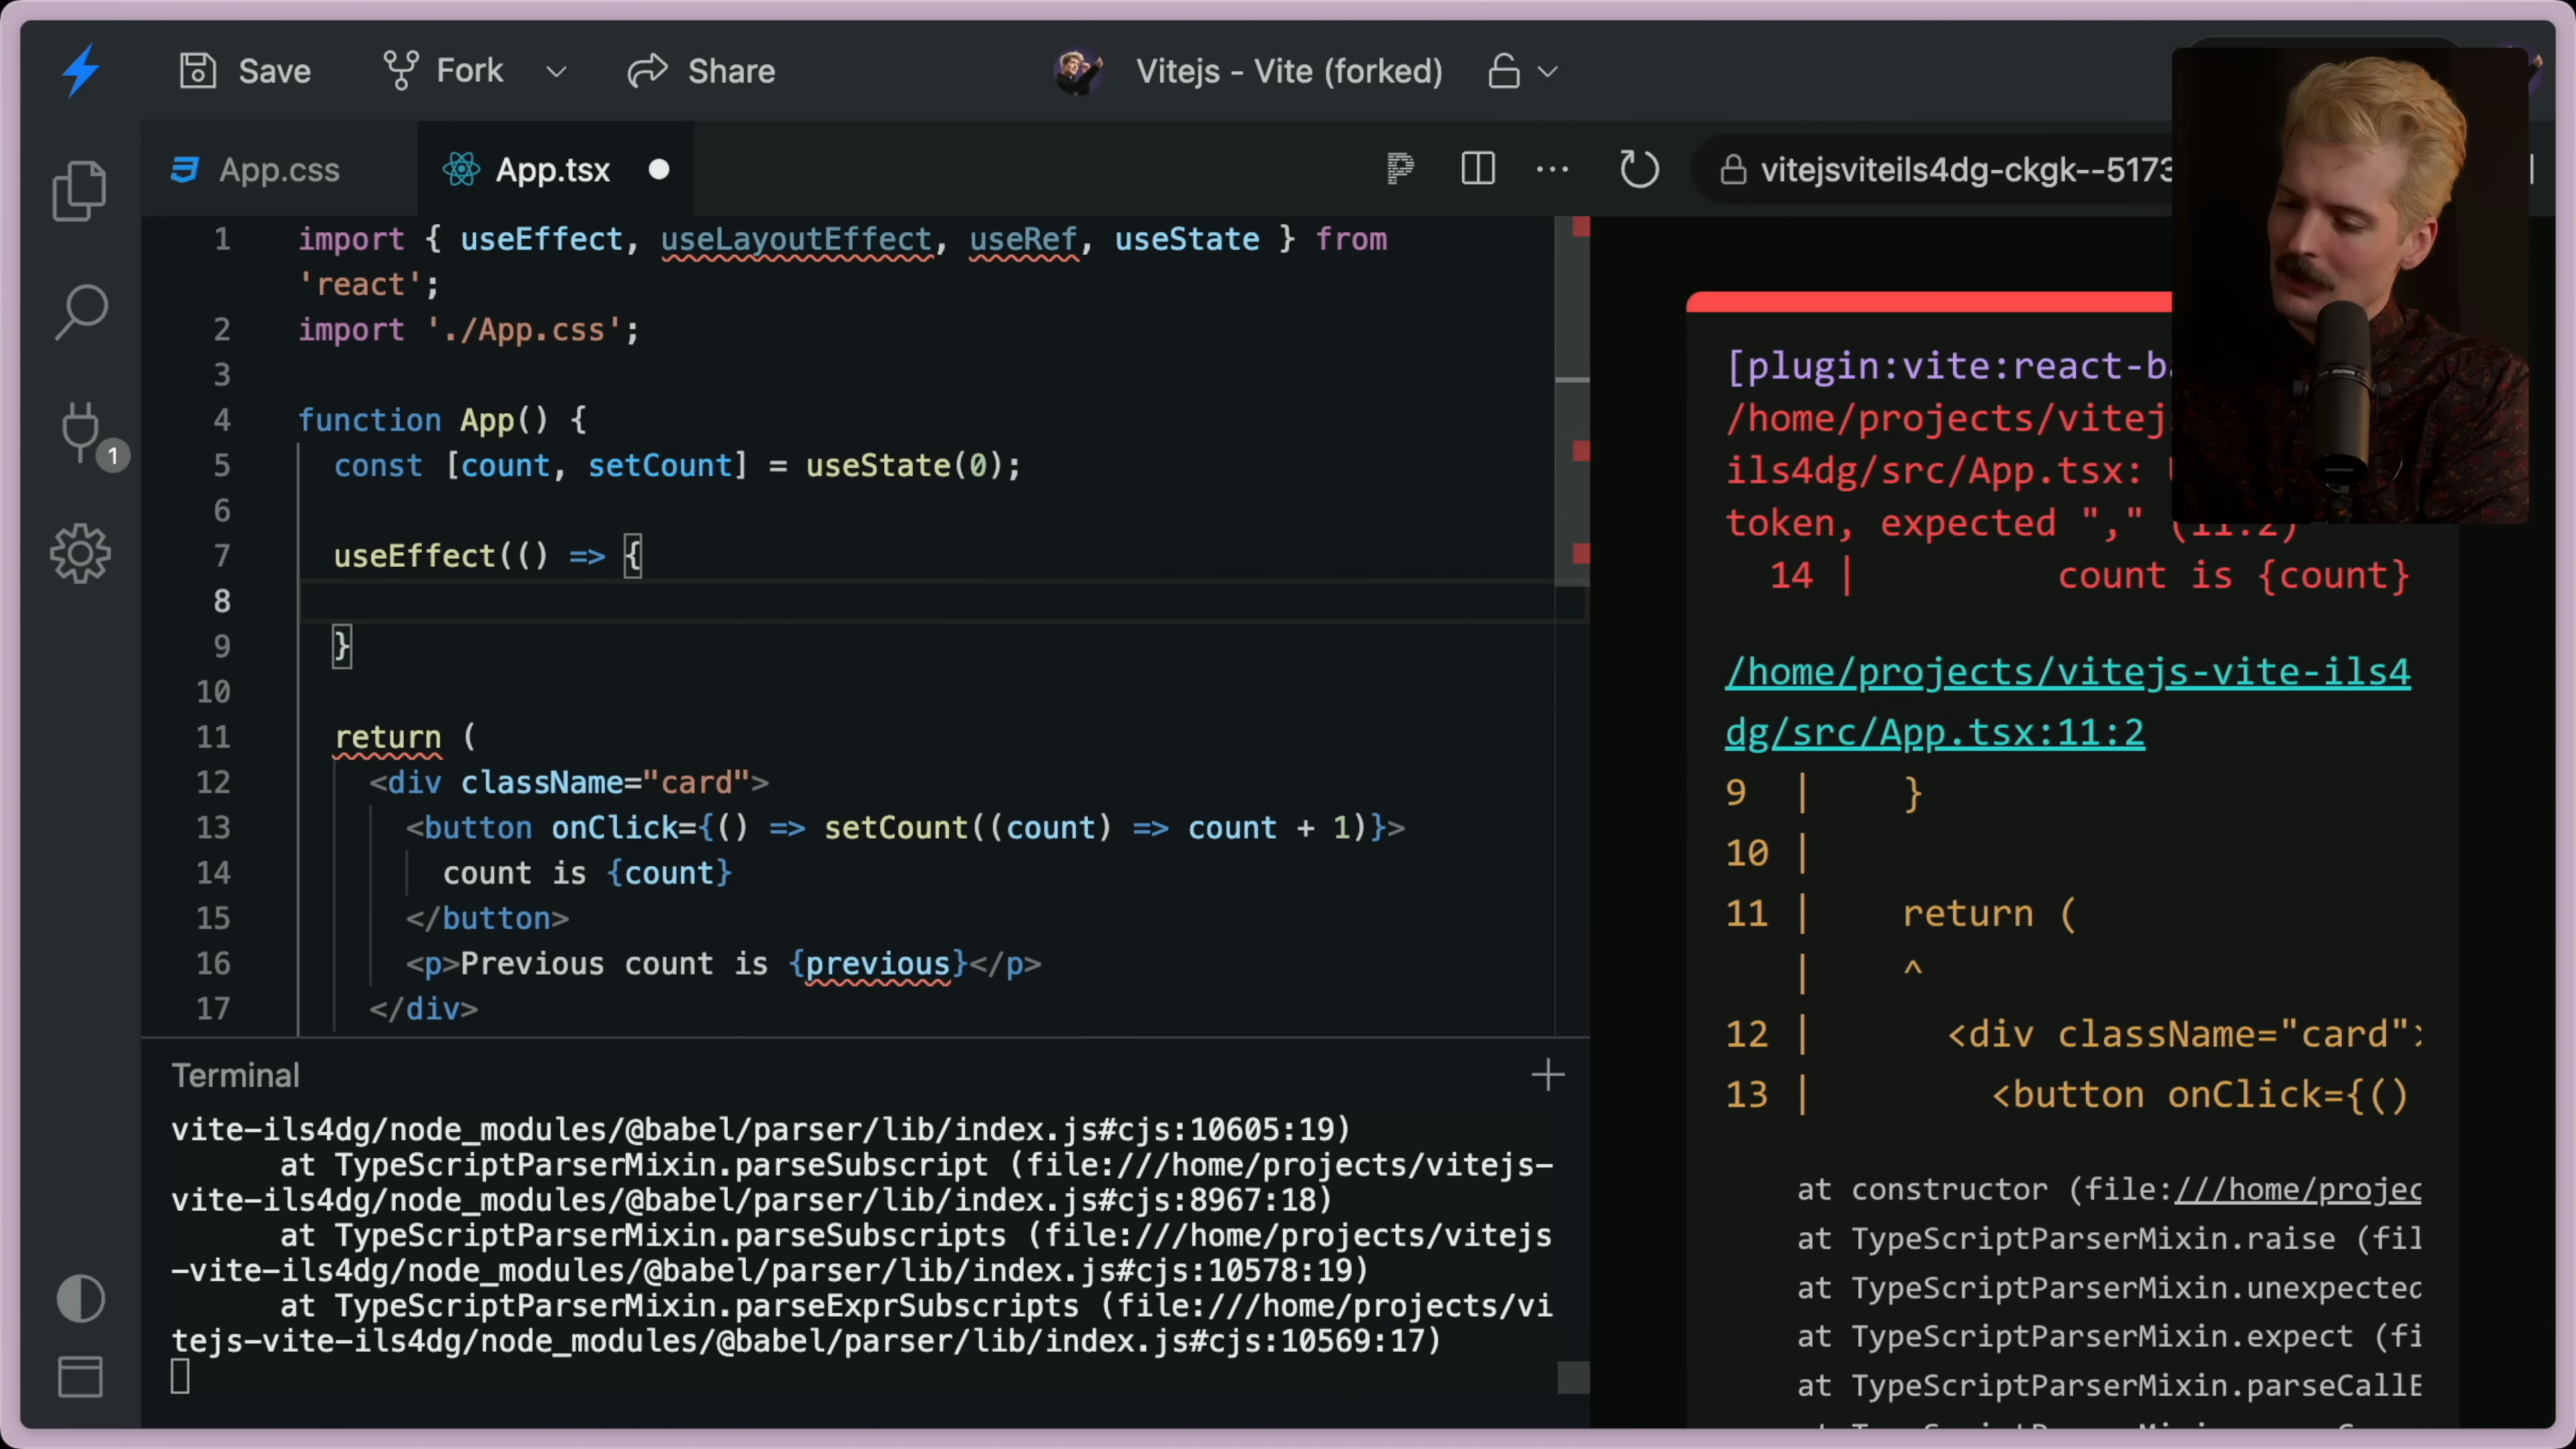 Save
Fork
Share
Vitejs - Vite (forked)
App.css
App.tsx
vitejsviteils4dg-ckgk--5173
1
1 import { useEffect, useLayoutEffect, useRef, useState } from
'react';
2 import './App.css';
3
4 function App() {
5 const [count, setCount] = useState(0);
6
7 useEffect(() => {
8
9 }
10
11 return (
12 <div className="card">
13 <button onClick={() => setCount((count) => count + 1)}>
14 count is {count}
15 </button>
16 <p>Previous count is {previous}</p>
17 </div>
Terminal
vite-ils4dg/node_modules/@babel/parser/lib/index.js#cjs:10605:19)
at TypeScriptParserMixin.parseSubscript (file:///home/projects/vitejs-
vite-ils4dg/node_modules/@babel/parser/lib/index.js#cjs:8967:18)
at TypeScriptParserMixin.parseSubscripts (file:///home/projects/vitejs
-vite-ils4dg/node_modules/@babel/parser/lib/index.js#cjs:10578:19)
at TypeScriptParserMixin.parseExprSubscripts (file:///home/projects/vi
tejs-vite-ils4dg/node_modules/@babel/parser/lib/index.js#cjs:10569:17)
[plugin:vite:react-b
/home/projects/vitej
ils4dg/src/App.tsx:
token, expected "," (11:2)
14 | count is {count}
/home/projects/vitejs-vite-ils4
dg/src/App.tsx:11:2
9 | }
10 |
11 | return (
| ^
12 | <div className="card">
13 | <button onClick={()
at constructor (file:///home/projec
at TypeScriptParserMixin.raise (fil
at TypeScriptParserMixin.unexpected
at TypeScriptParserMixin.expect (fi
at TypeScriptParserMixin.parseCallE